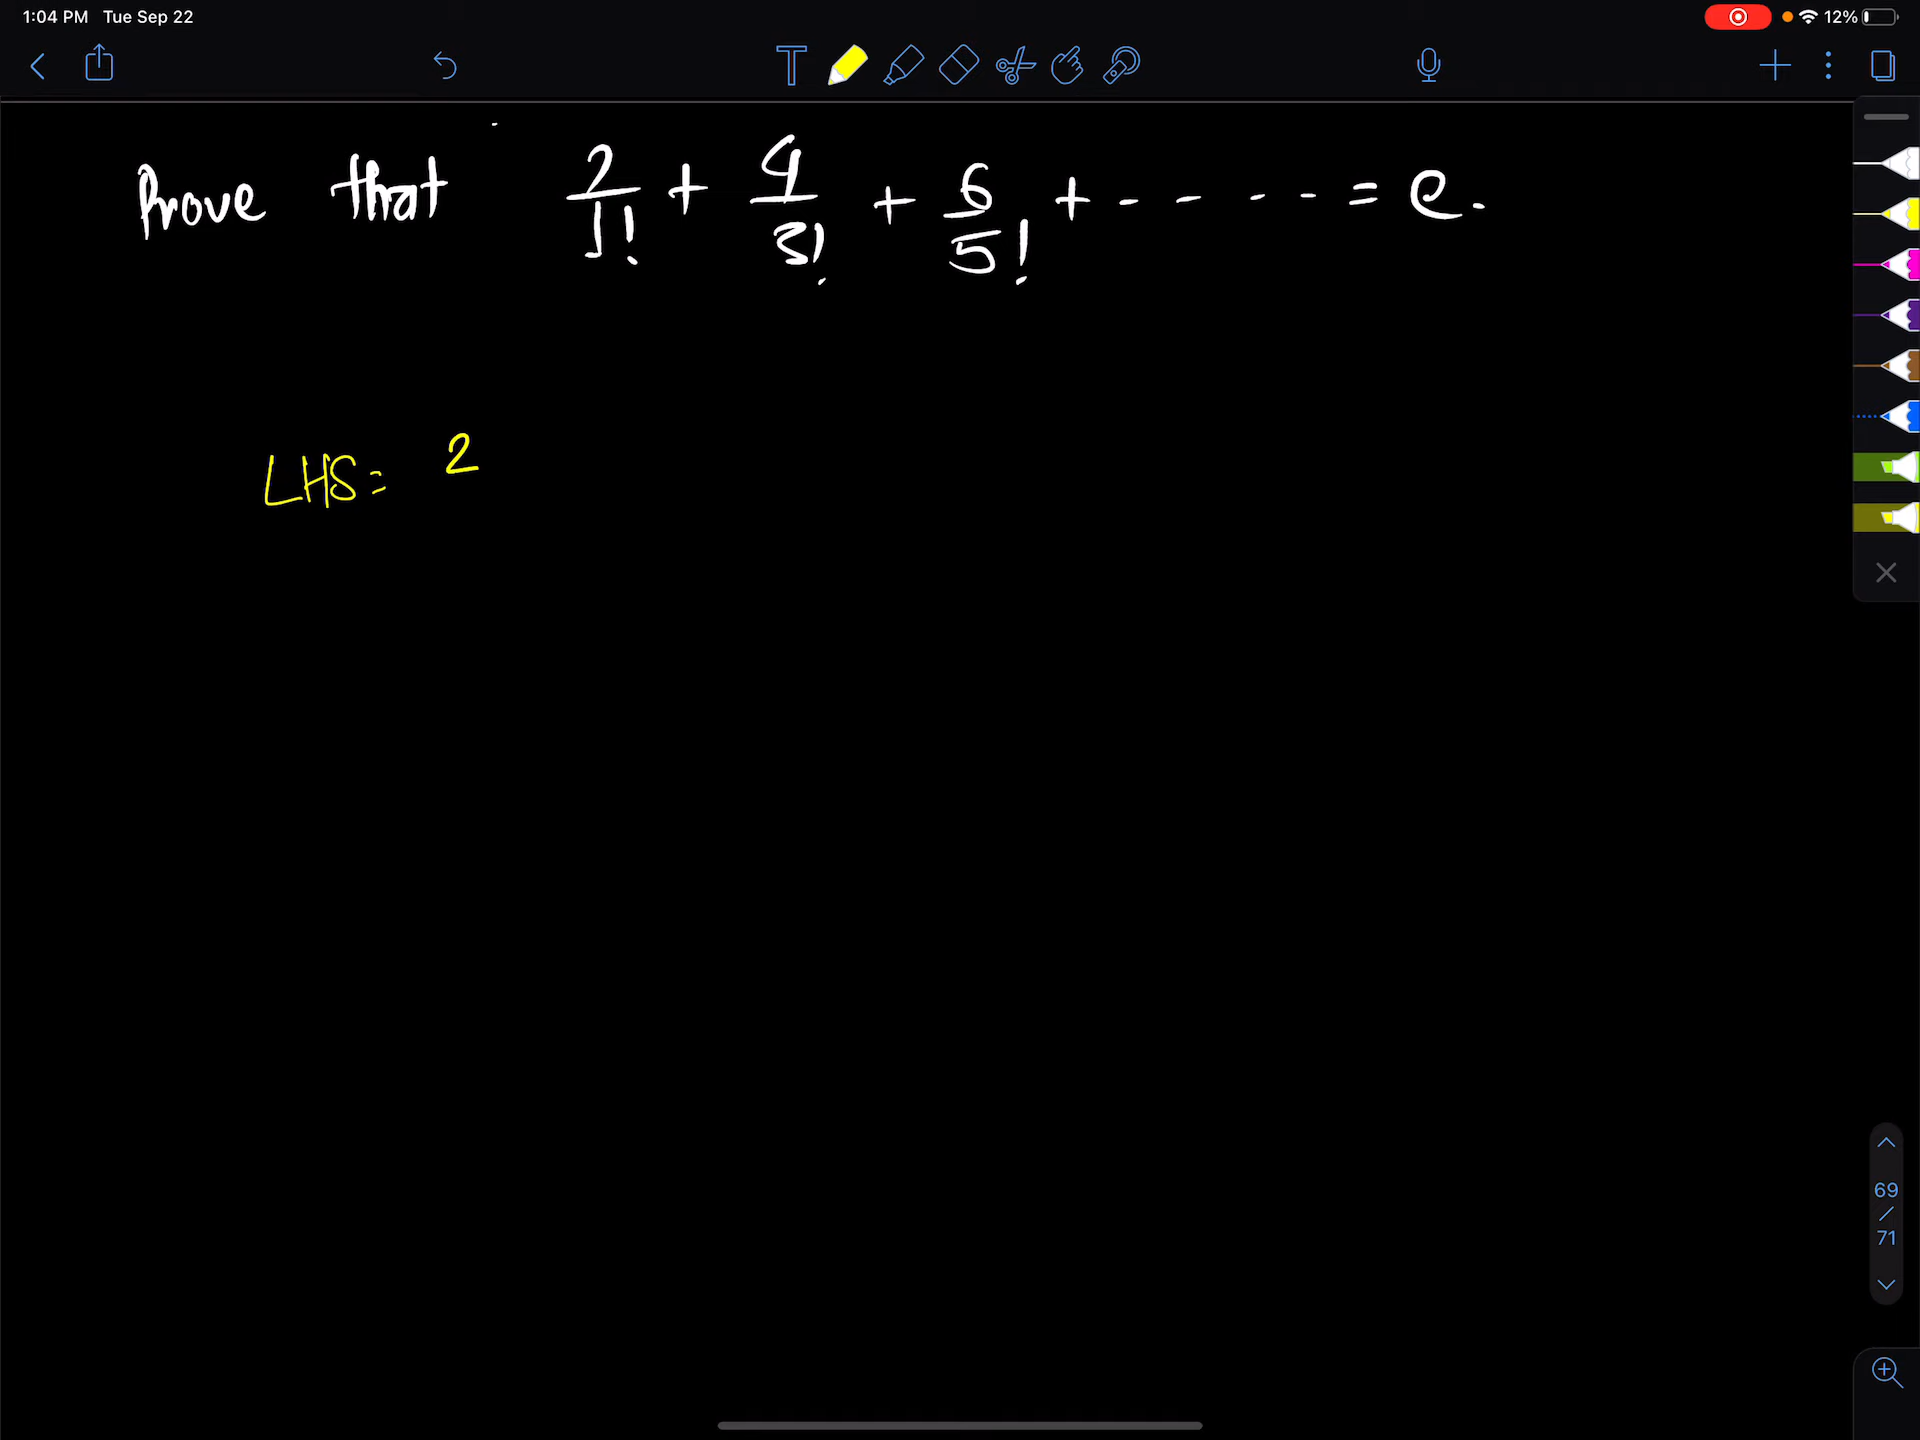 1:04 PM Tue Sep 22 12%
Prove that 2/1! + 4/3! + 6/5! + - - - - = e.
LHS = 2
69
/
71